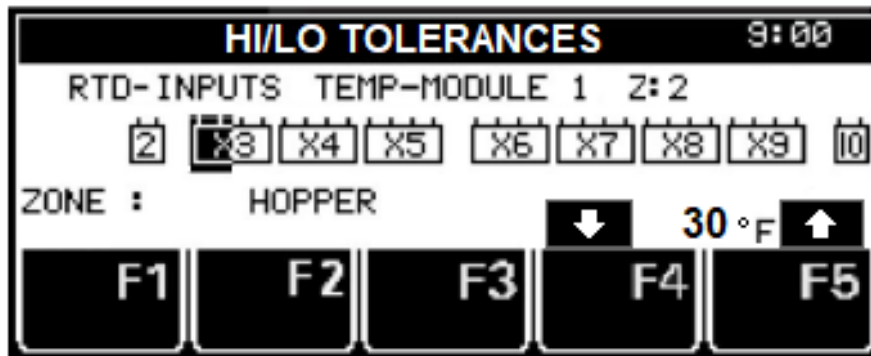 HI/LO TOLERANCES 9:00
RTD-INPUTS TEMP-MODULE 1 Z:2
2 X3 X4 X5 X6 X7 X8 X9 10
ZONE : HOPPER
30 °F
F1 F2 F3 F4 F5